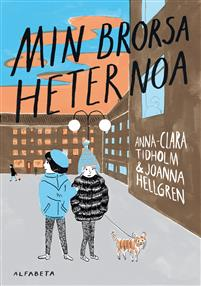 MIN BRORSA
HETER NOA
ANNA-CLARA
TIDHOLM
& JOANNA
HELLGREN
ALFABETA